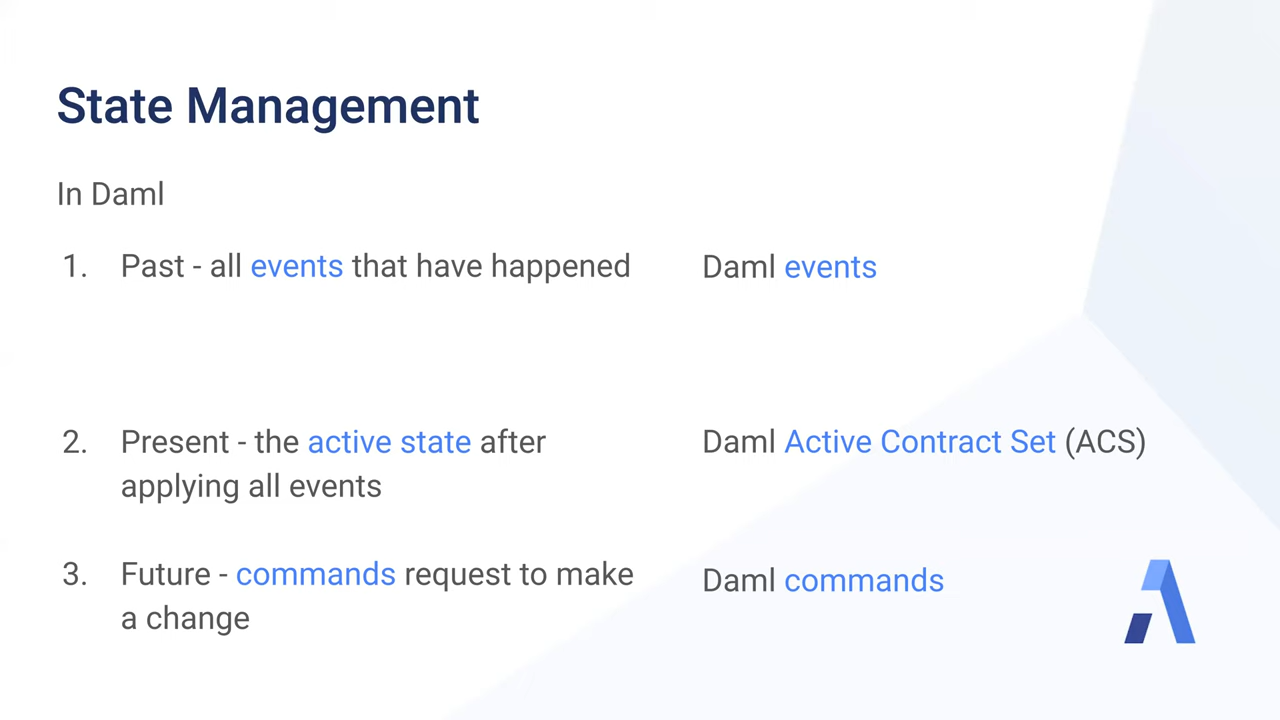 State Management
In Daml
1. Past - all events that have happened
Daml events
2. Present - the active state after
applying all events
Daml Active Contract Set (ACS)
3. Future - commands request to make
a change
Daml commands